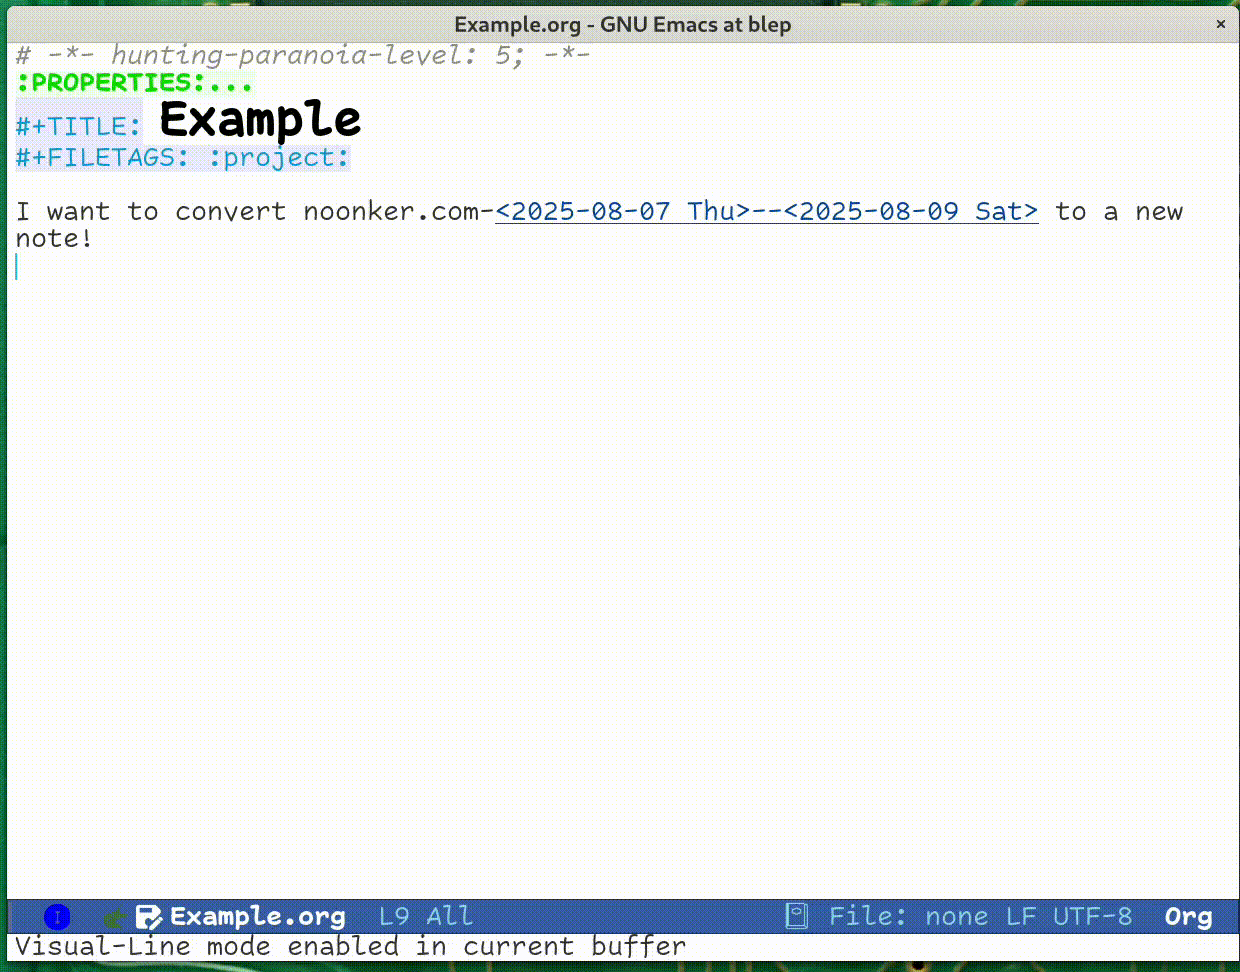 Example.org - GNU Emacs at blep ×
# -*- hunting-paranoia-level: 5; -*-
:PROPERTIES:...
#+TITLE: Example
#+FILETAGS: :project:
I want to convert noonker.com-<2025-08-07 Thu>--<2025-08-09 Sat> to a new
note!
I Example.org L9 All File: none LF UTF-8 Org
Visual-Line mode enabled in current buffer